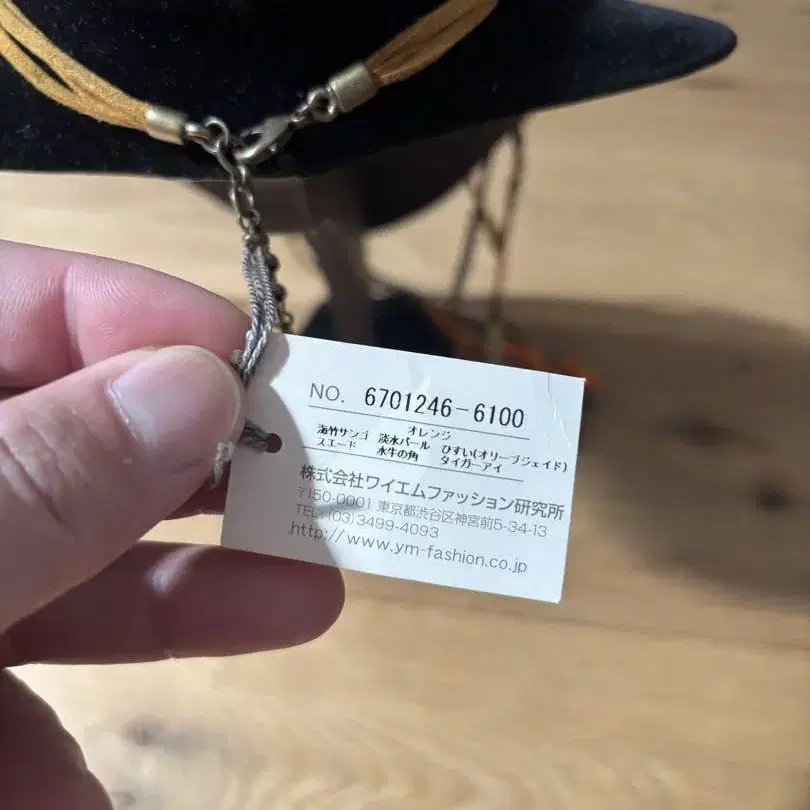 NO. 6701246-6100
オレンジ
海竹サンゴ 淡水パール ひすい(オリーブジェイド)
スエード 水牛の角 タイガーアイ
株式会社ワイエムファッション研究所
〒150-0001 東京都渋谷区神宮前5-34-13
TEL:(03)3499-4093
http://www.ym-fashion.co.jp